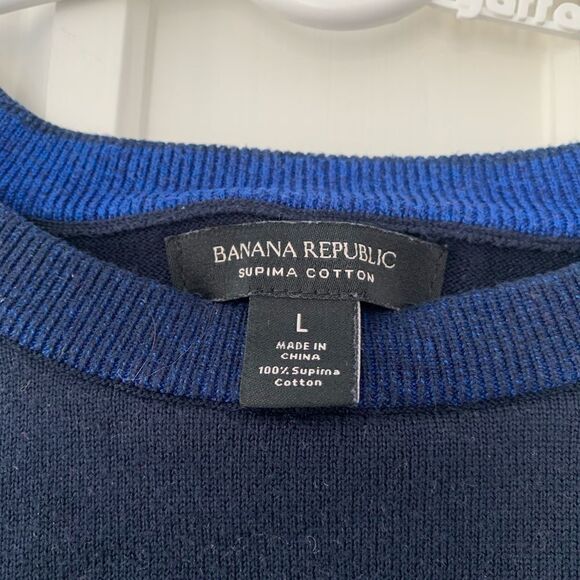 BANANA REPUBLIC
SUPIMA COTTON
L
MADE IN
CHINA
100% Supima
Cotton